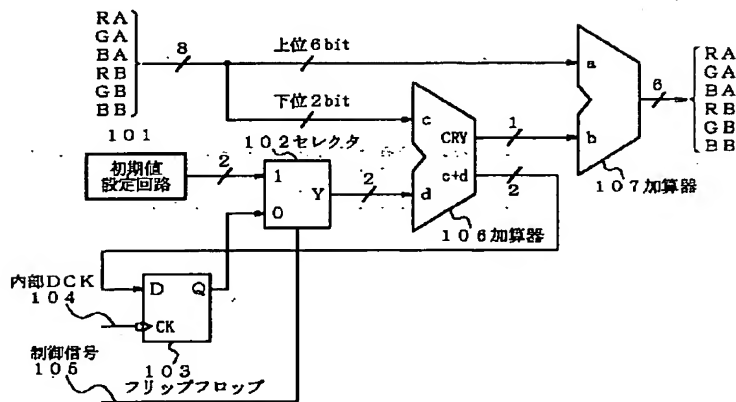 RA
GA
BA
RB
GB
BB
101
8
上位6bit
下位2bit
102セレクタ
初期値
設定回路
2
1
0
Y
2
c
d
CRY
c+d
1
2
106加算器
a
b
6
107加算器
RA
GA
BA
RB
GB
BB
内部DCK
104
D
Q
CK
103
フリップフロップ
制御信号
105